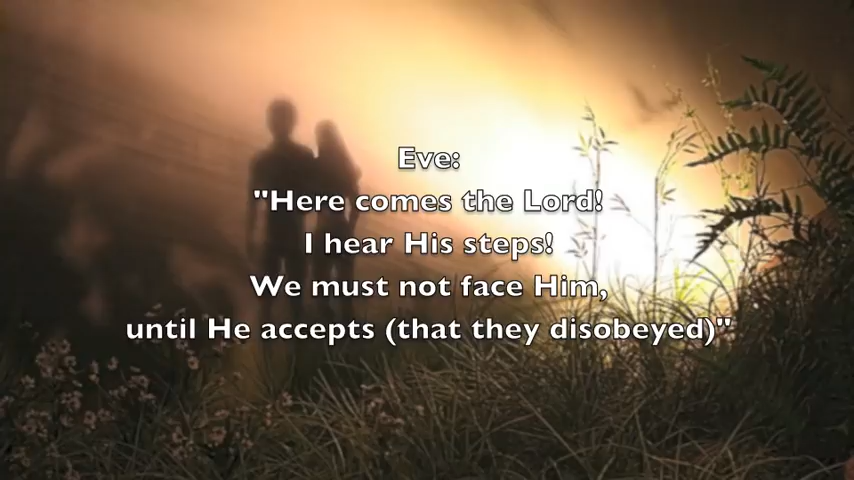 Eve:
"Here comes the Lord!
I hear His steps!
We must not face Him,
until He accepts (that they disobeyed)"